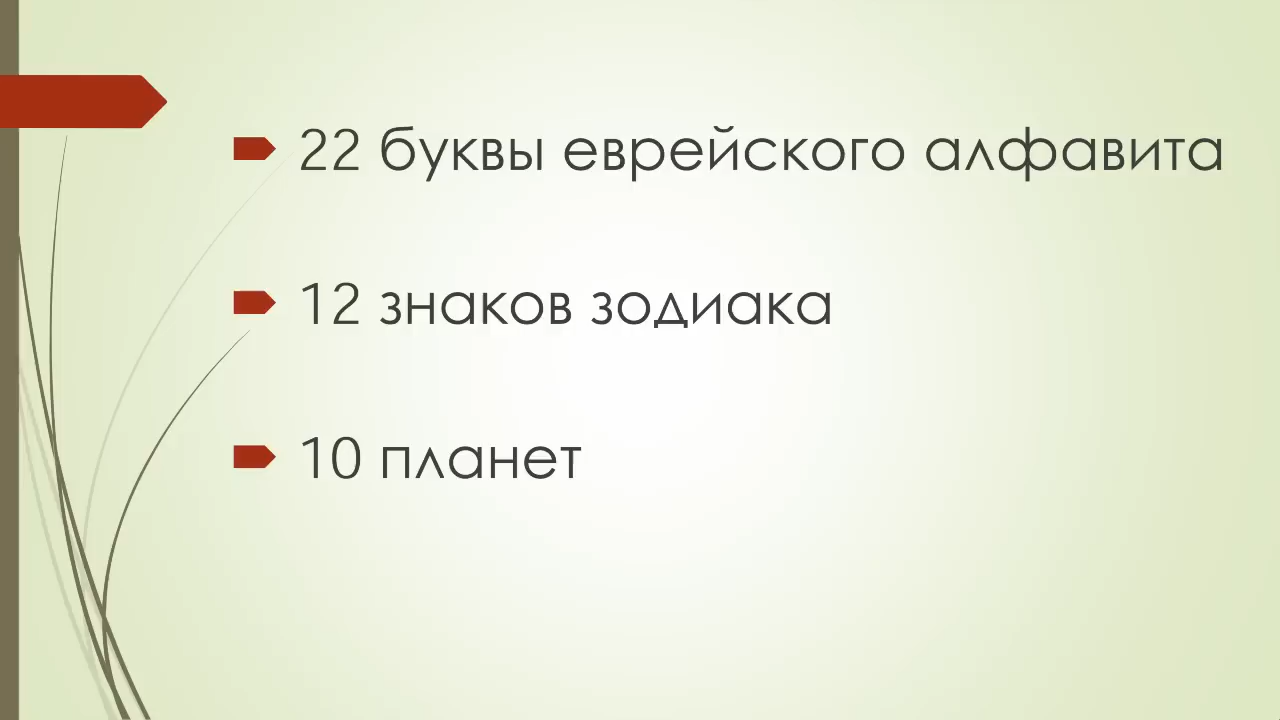 22 буквы еврейского алфавита
12 знаков зодиака
10 планет